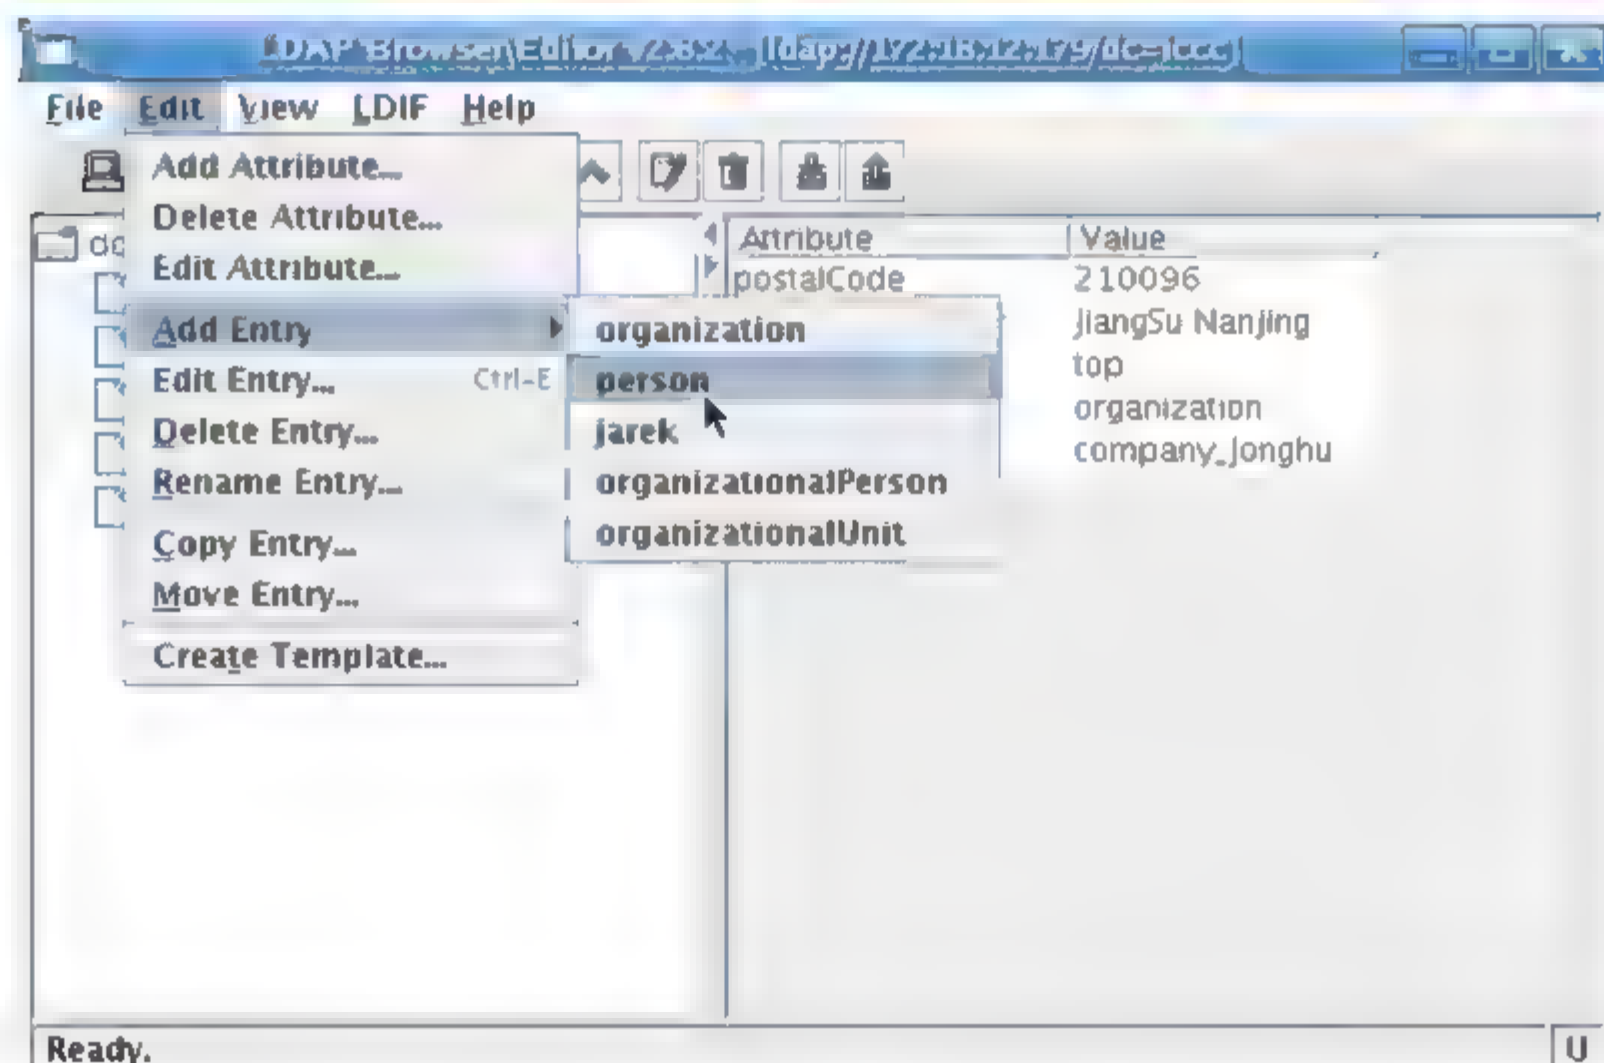 LDAP Browser\Editor v2.8.2 - [ldap://172.18.12.179/dc=iccc]
File Edit View LDIF Help
Add Attribute...
Delete Attribute...
Edit Attribute...
Add Entry
Edit Entry... Ctrl-E
Delete Entry...
Rename Entry...
Copy Entry...
Move Entry...
Create Template...
organization
person
jarek
organizationalPerson
organizationalUnit
Attribute Value
postalCode 210096
JiangSu Nanjing
top
organization
Ready.
U